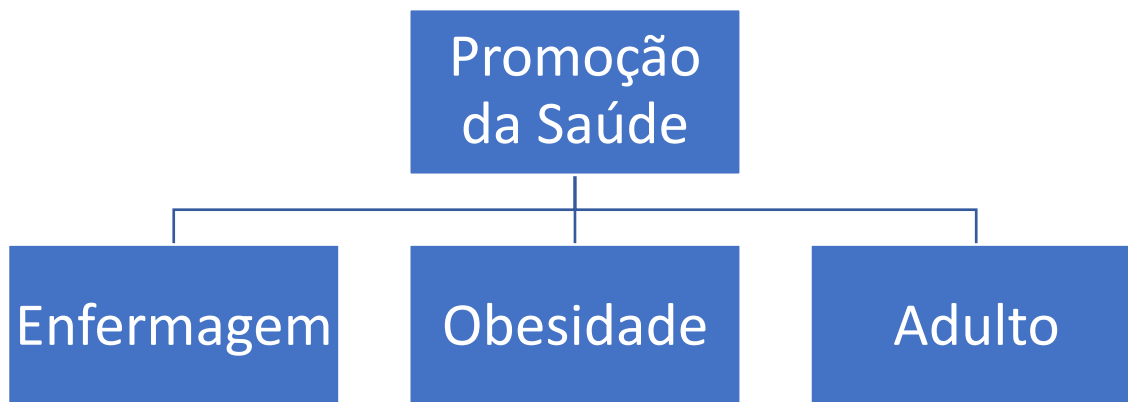 Promoção
da Saúde
Enfermagem
Obesidade
Adulto